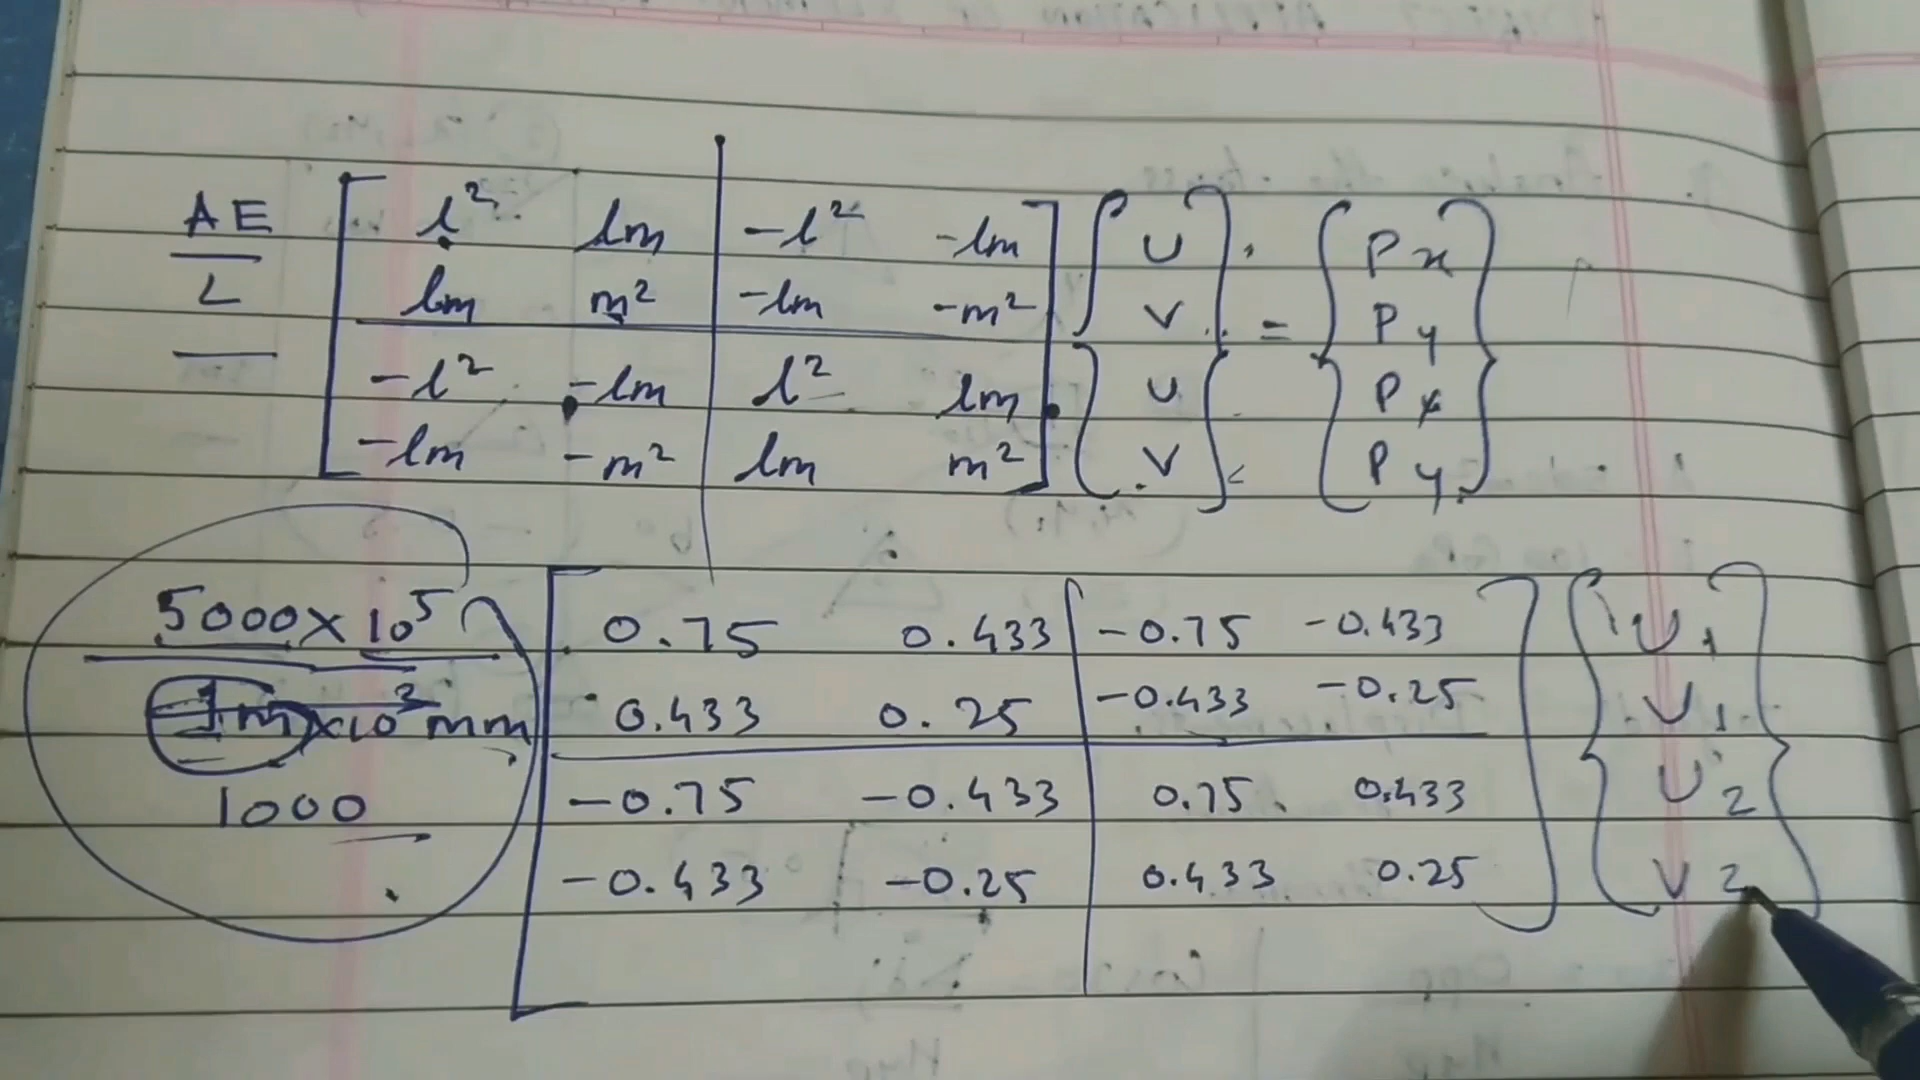 AE l² lm -l² -lm U Px
L lm m² -lm -m² V = Py
-l² -lm l² lm U Px
-lm -m² lm m² V Py
5000×10⁵ 0.75 0.433 -0.75 -0.433 U1
1m×10³mm 0.433 0.25 -0.433 -0.25 V1
1000 -0.75 -0.433 0.75 0.433 U2
-0.433 -0.25 0.433 0.25 V2